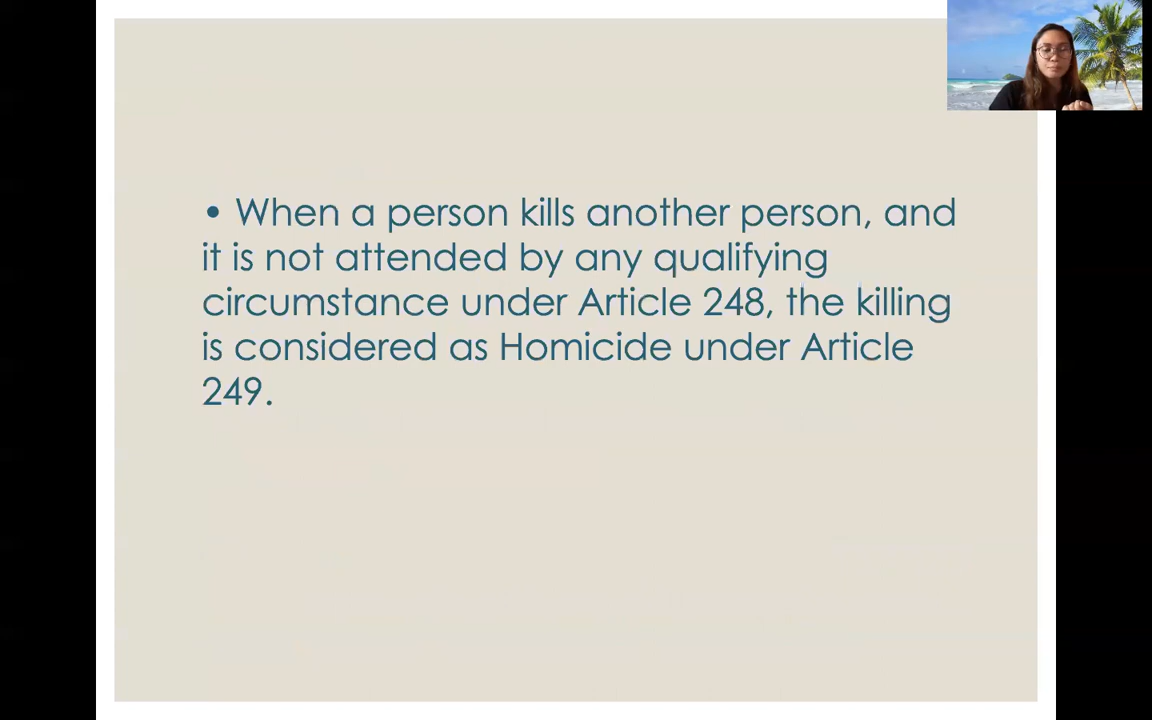 • When a person kills another person, and
it is not attended by any qualifying
circumstance under Article 248, the killing
is considered as Homicide under Article
249.